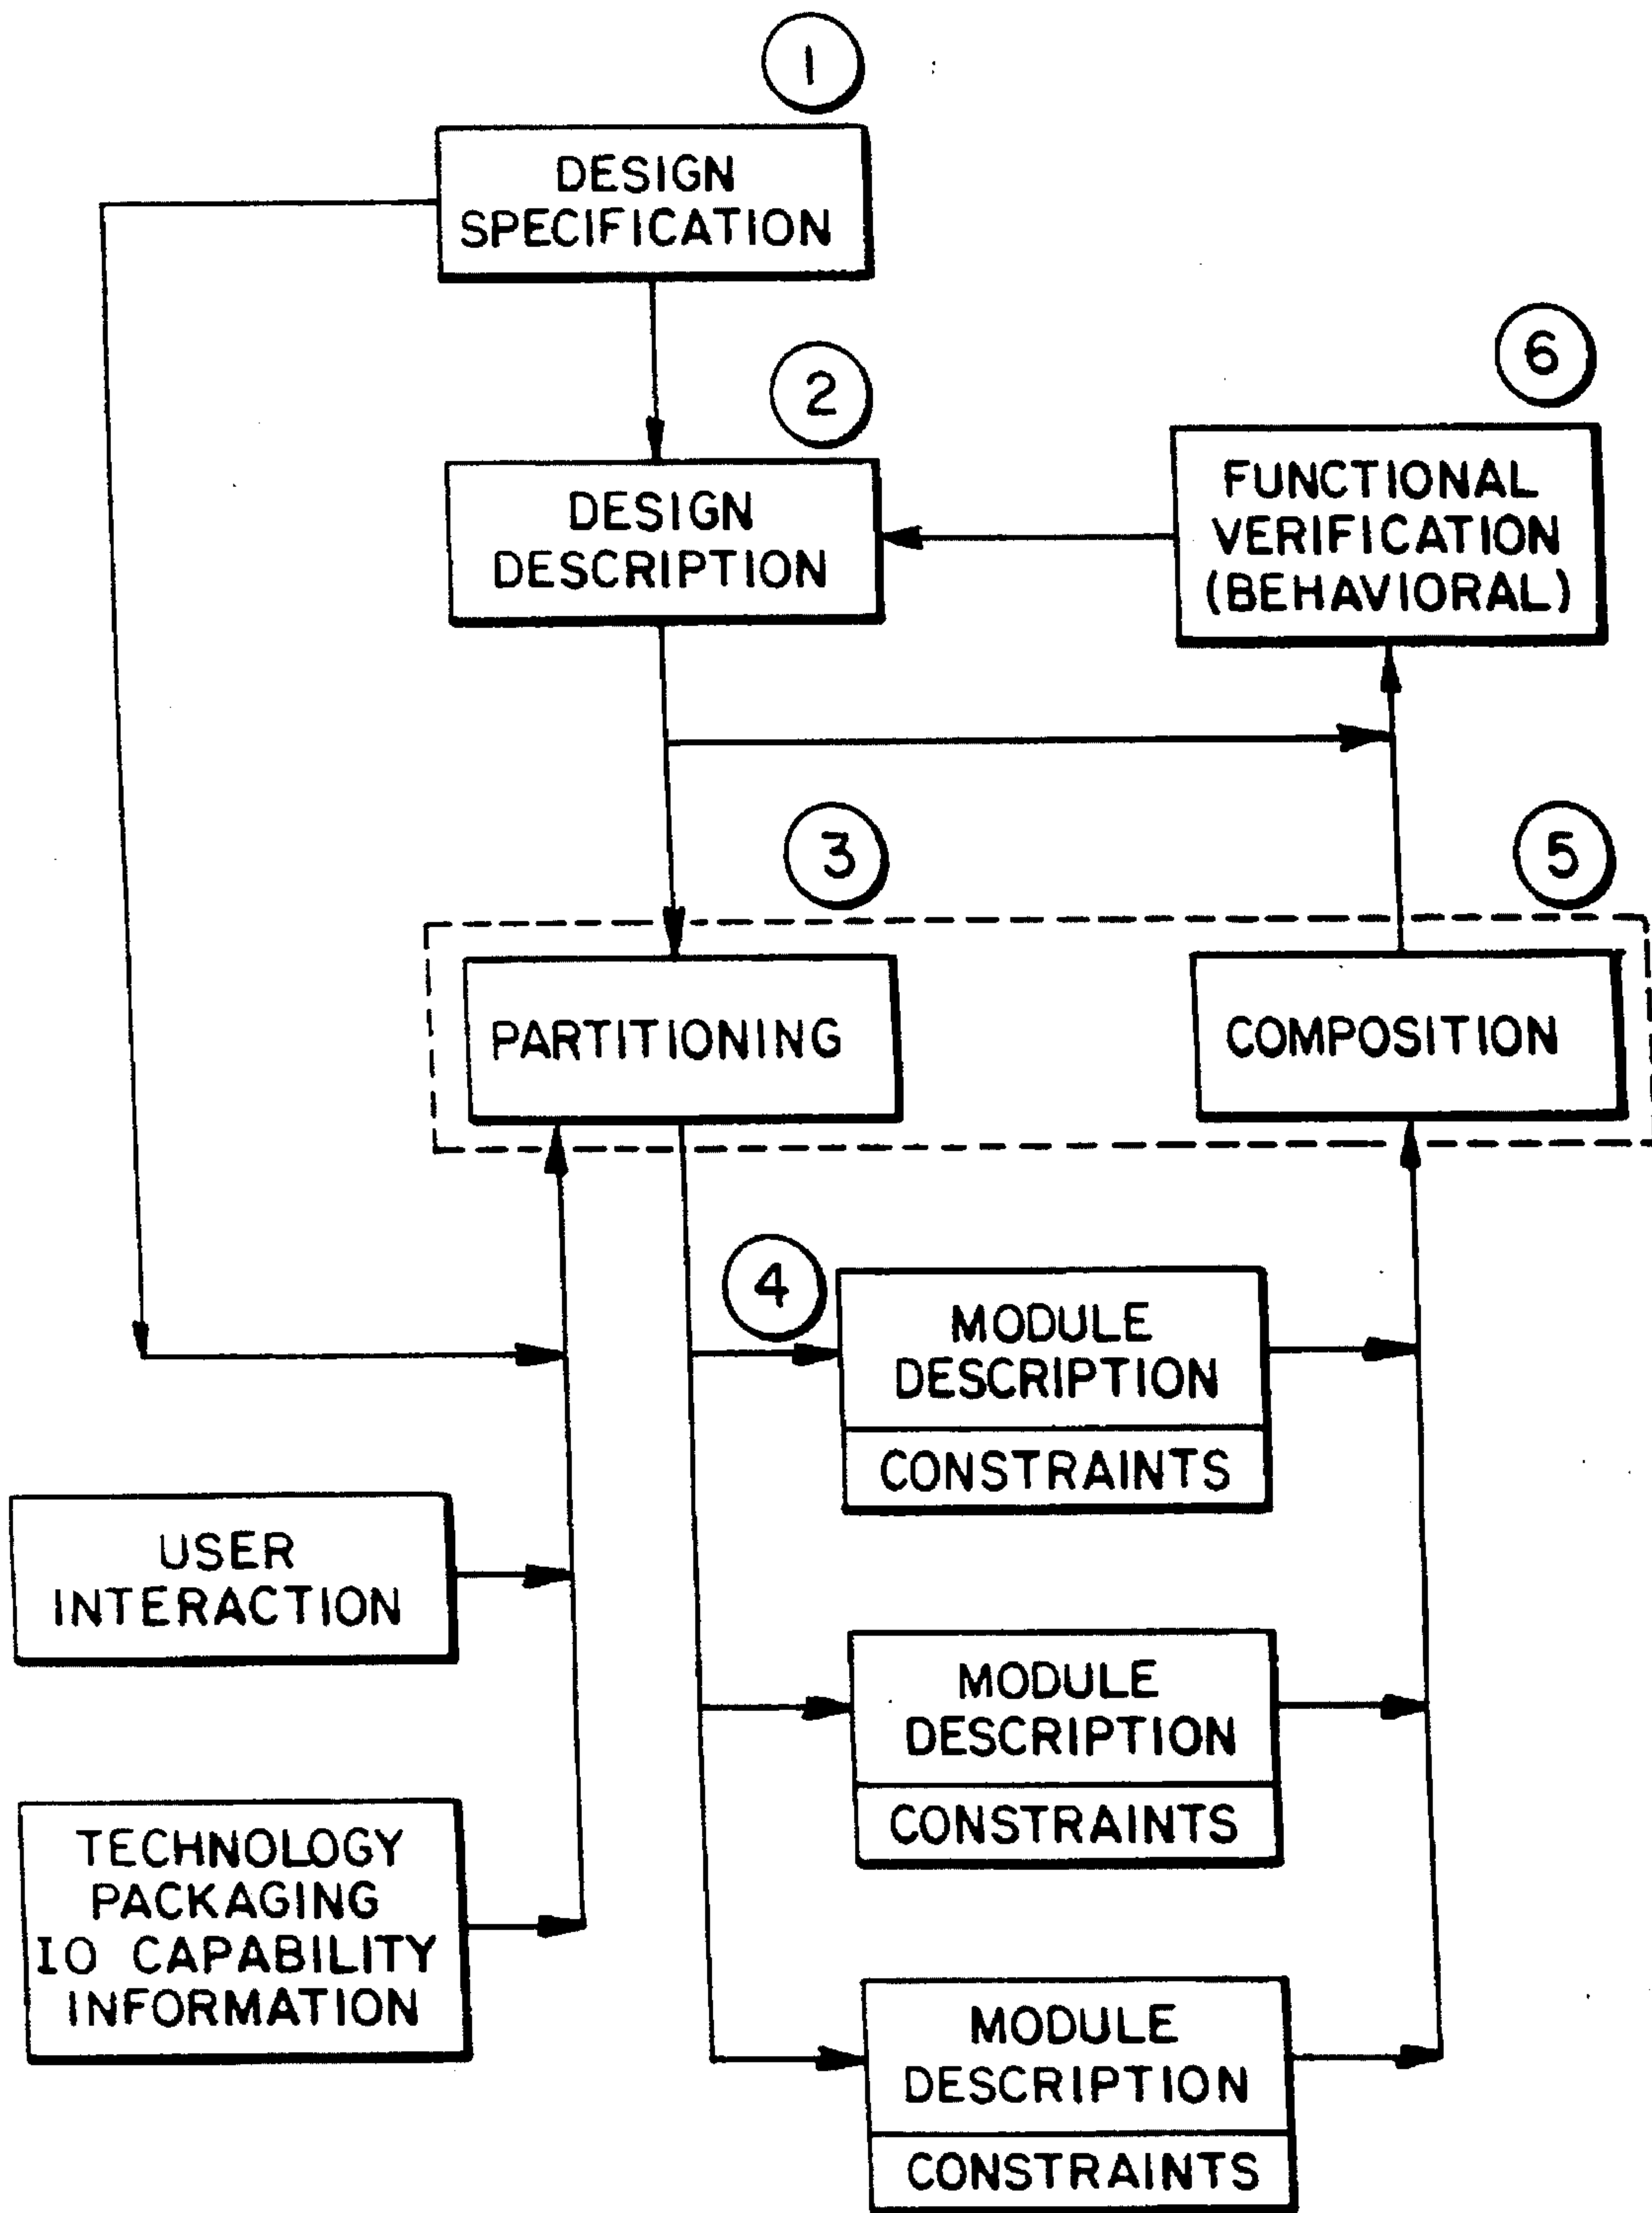 1
DESIGN
SPECIFICATION
2
DESIGN
DESCRIPTION
6
FUNCTIONAL
VERIFICATION
(BEHAVIORAL)
3
PARTITIONING
5
COMPOSITION
4
MODULE
DESCRIPTION
CONSTRAINTS
USER
INTERACTION
MODULE
DESCRIPTION
CONSTRAINTS
TECHNOLOGY
PACKAGING
IO CAPABILITY
INFORMATION
MODULE
DESCRIPTION
CONSTRAINTS